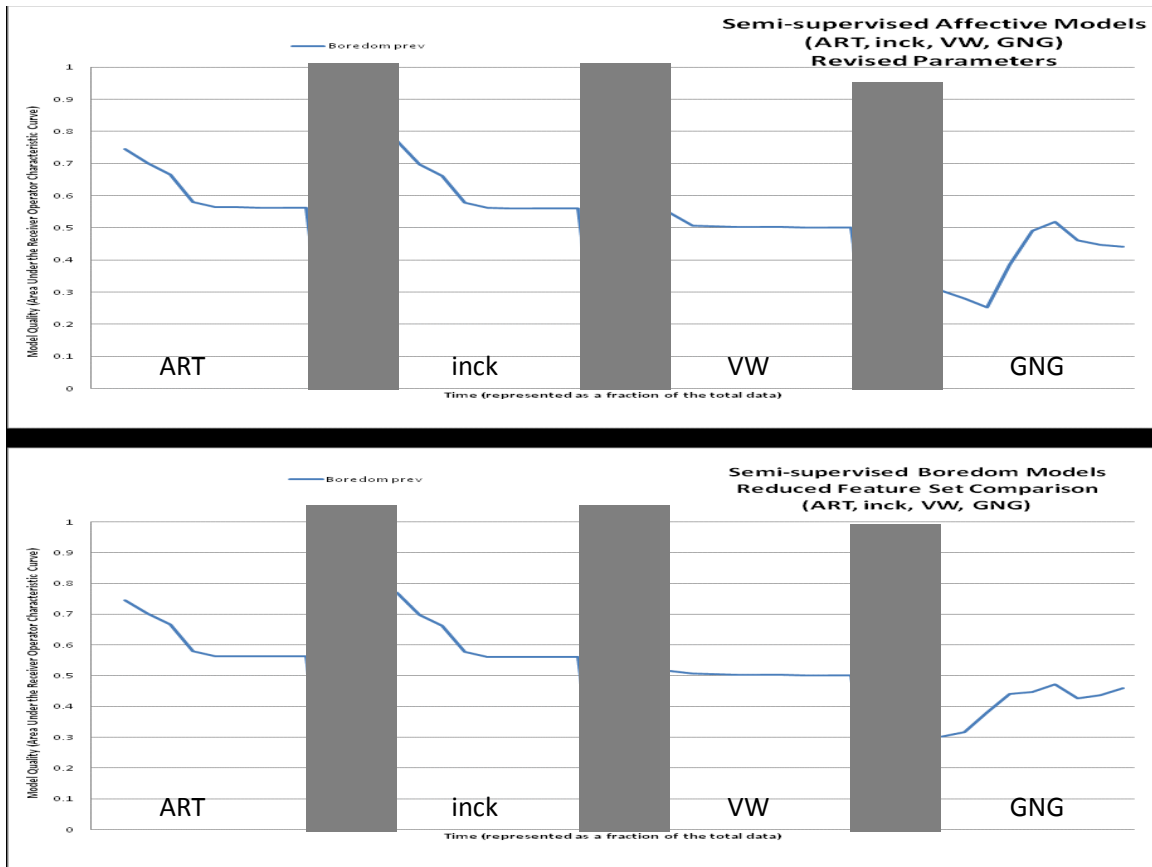 Semi-supervised Affective Models
(ART, inck, VW, GNG)
Revised Parameters
Boredom prev
Model Quality (Area Under the Receiver Operator Characteristic Curve)
1
0.9
0.8
0.7
0.6
0.5
0.4
0.3
0.2
0.1
0
ART inck VW GNG
Time (represented as a fraction of the total data)
Semi-supervised Boredom Models
Reduced Feature Set Comparison
(ART, inck, VW, GNG)
Boredom prev
Model Quality (Area Under the Receiver Operator Characteristic Curve)
1
0.9
0.8
0.7
0.6
0.5
0.4
0.3
0.2
0.1
0
ART inck VW GNG
Time (represented as a fraction of the total data)